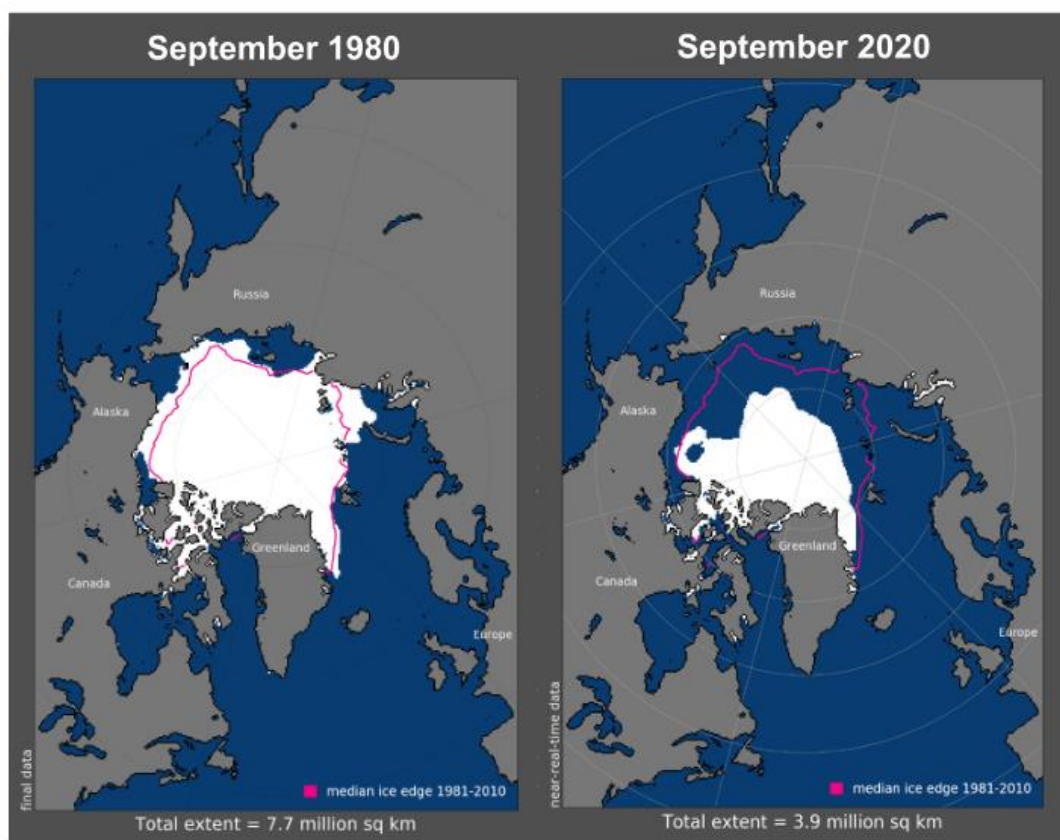 September 1980
Russia
Alaska
Greenland
Canada
Europe
final data
median ice edge 1981-2010
Total extent = 7.7 million sq km
September 2020
Russia
Alaska
Greenland
Canada
Europe
near-real-time data
median ice edge 1981-2010
Total extent = 3.9 million sq km